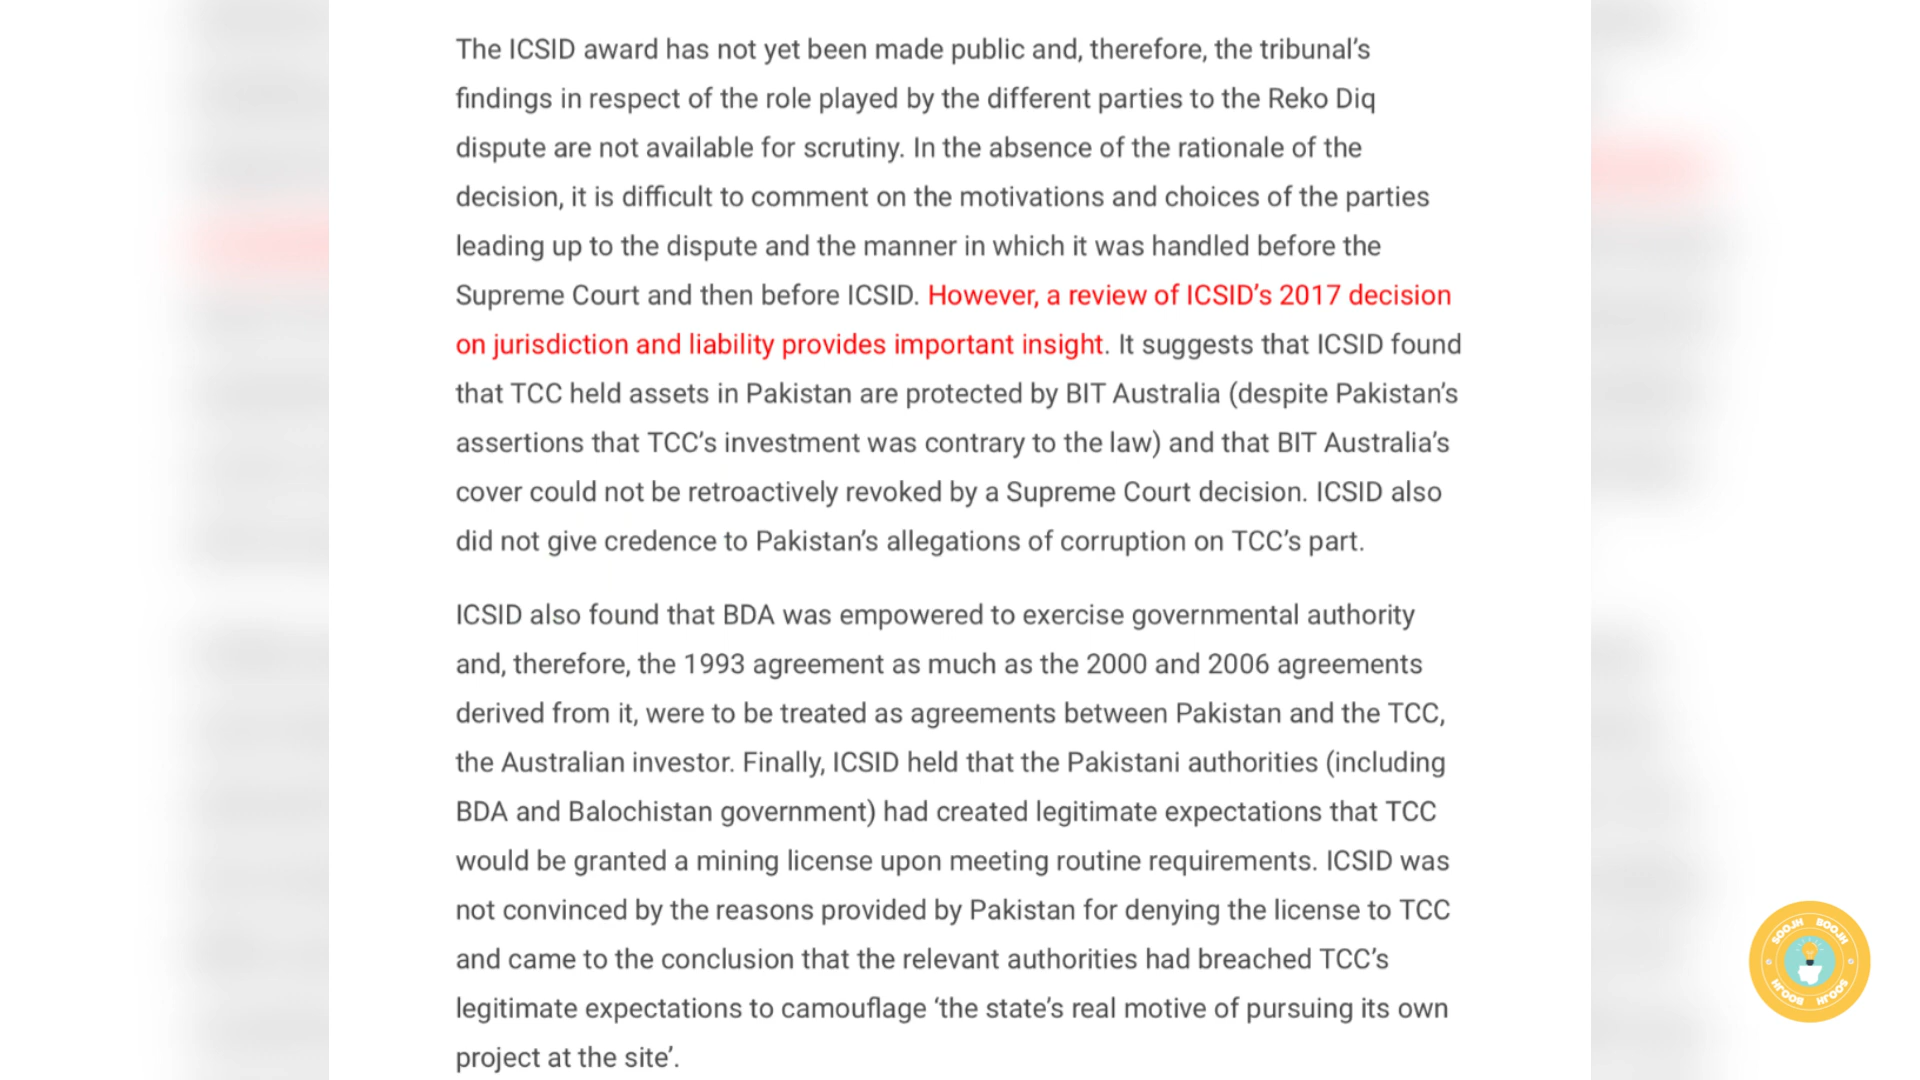 The ICSID award has not yet been made public and, therefore, the tribunal’s
findings in respect of the role played by the different parties to the Reko Diq
dispute are not available for scrutiny. In the absence of the rationale of the
decision, it is difficult to comment on the motivations and choices of the parties
leading up to the dispute and the manner in which it was handled before the
Supreme Court and then before ICSID. However, a review of ICSID’s 2017 decision
on jurisdiction and liability provides important insight. It suggests that ICSID found
that TCC held assets in Pakistan are protected by BIT Australia (despite Pakistan’s
assertions that TCC’s investment was contrary to the law) and that BIT Australia’s
cover could not be retroactively revoked by a Supreme Court decision. ICSID also
did not give credence to Pakistan’s allegations of corruption on TCC’s part.
ICSID also found that BDA was empowered to exercise governmental authority
and, therefore, the 1993 agreement as much as the 2000 and 2006 agreements
derived from it, were to be treated as agreements between Pakistan and the TCC,
the Australian investor. Finally, ICSID held that the Pakistani authorities (including
BDA and Balochistan government) had created legitimate expectations that TCC
would be granted a mining license upon meeting routine requirements. ICSID was
not convinced by the reasons provided by Pakistan for denying the license to TCC
and came to the conclusion that the relevant authorities had breached TCC’s
legitimate expectations to camouflage ‘the state’s real motive of pursuing its own
project at the site’.
SOOJH BOOJH
SOOJH BOOJH